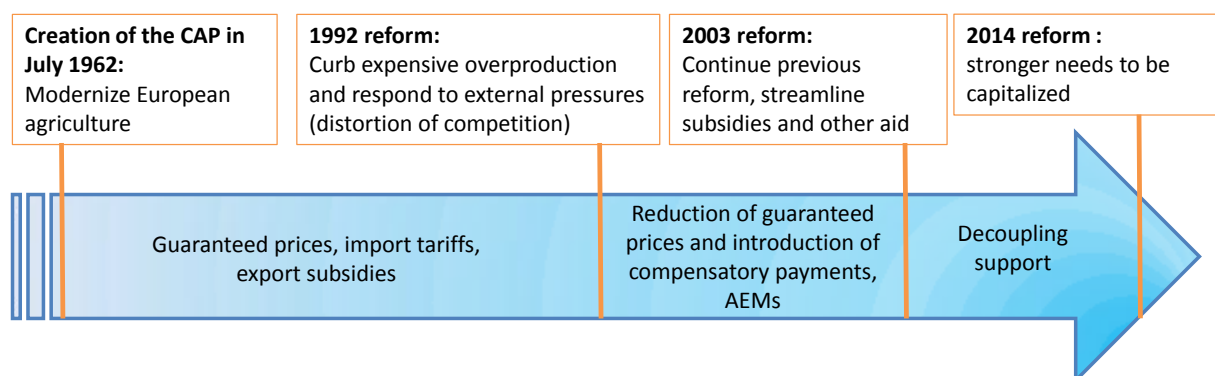 Creation of the CAP in
July 1962:
Modernize European
agriculture
1992 reform:
Curb expensive overproduction
and respond to external pressures
(distortion of competition)
2003 reform:
Continue previous
reform, streamline
subsidies and other aid
2014 reform :
stronger needs to be
capitalized
Guaranteed prices, import tariffs,
export subsidies
Reduction of guaranteed
prices and introduction of
compensatory payments,
AEMs
Decoupling
support